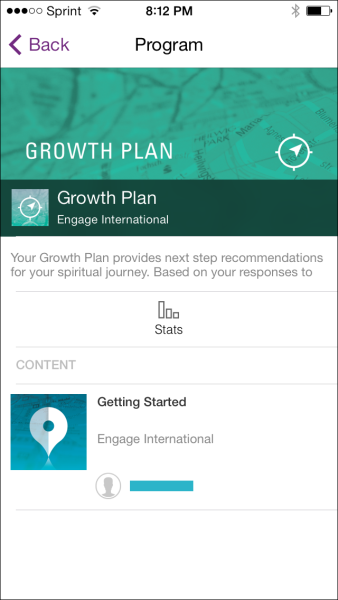 Sprint 8:12 PM
Back Program
GROWTH PLAN
Growth Plan
Engage International
Your Growth Plan provides next step recommendations
for your spiritual journey. Based on your responses to
Stats
CONTENT
Getting Started
Engage International